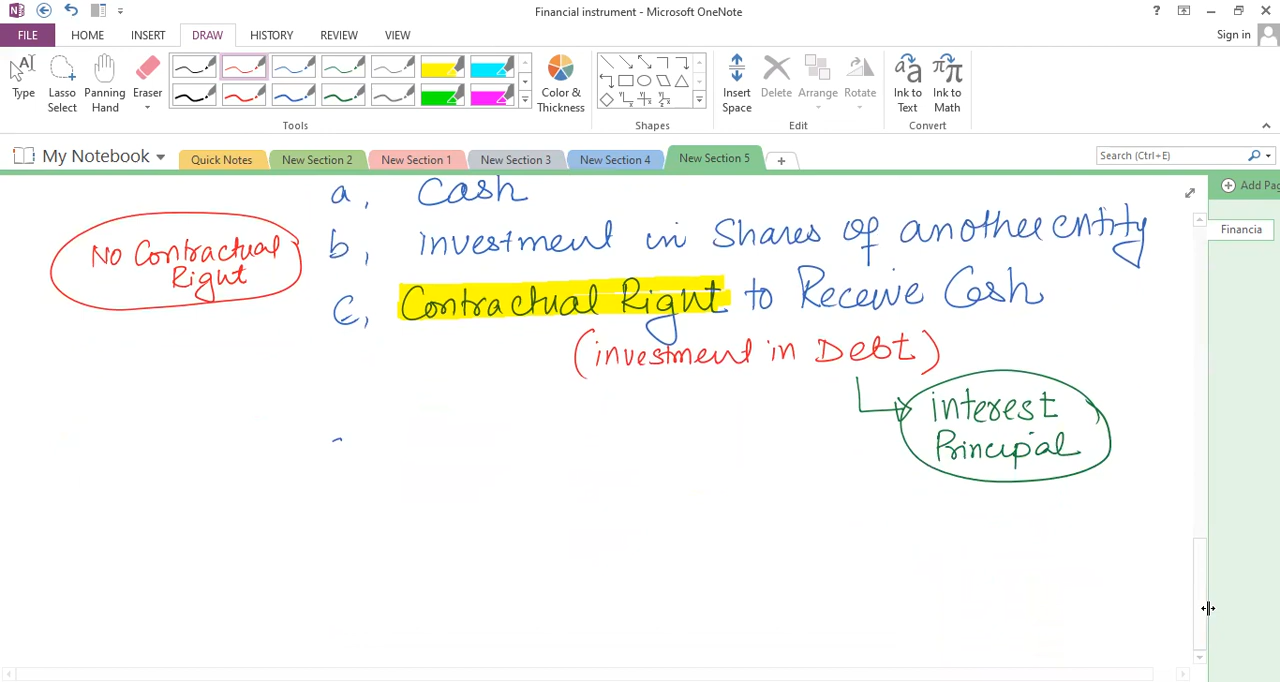 Financial instrument - Microsoft OneNote
? 
Sign in
FILE HOME INSERT DRAW HISTORY REVIEW VIEW
Type
Lasso Select
Panning Hand
Eraser
Color & Thickness
Insert Space
Delete
Arrange
Rotate
Ink to Text
Ink to Math
Tools
Shapes
Edit
Convert
My Notebook
Quick Notes
New Section 2
New Section 1
New Section 3
New Section 4
New Section 5
Search (Ctrl+E)
Add Pag
Financia
a, Cash
No Contractual Right
b, investment in Shares of another entity
C, Contractual Right to Receive Cash
(investment in Debt)
interest
Principal